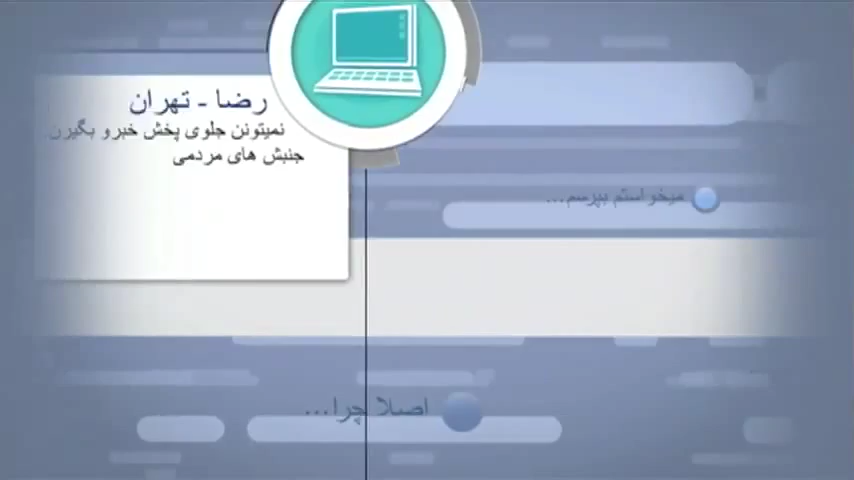 رضا - تهران
نمیتونن جلوی پخش خبرو بگیرن
جنبش های مردمی
میخواستم بپرسم...
اصلا چرا...